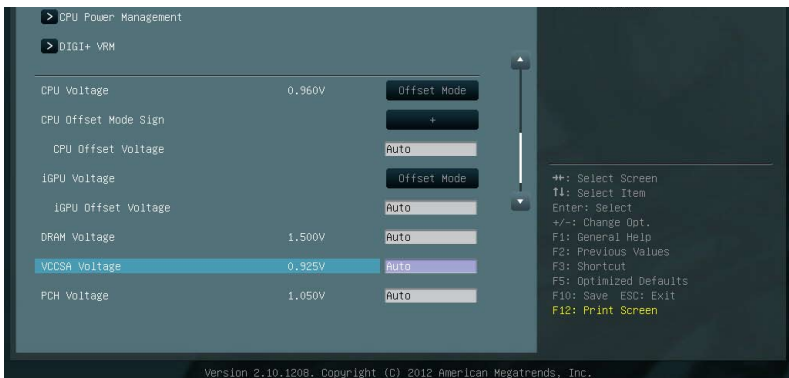 > CPU Power Management
> DIGI+ VRM
CPU Voltage 0.960V Offset Mode
CPU Offset Mode Sign +
CPU Offset Voltage Auto
iGPU Voltage Offset Mode
iGPU Offset Voltage Auto
DRAM Voltage 1.500V Auto
VCCSA Voltage 0.925V Auto
PCH Voltage 1.050V Auto
→←: Select Screen
↑↓: Select Item
Enter: Select
+/-: Change Opt.
F1: General Help
F2: Previous Values
F3: Shortcut
F5: Optimized Defaults
F10: Save ESC: Exit
F12: Print Screen
Version 2.10.1208. Copyright (C) 2012 American Megatrends, Inc.